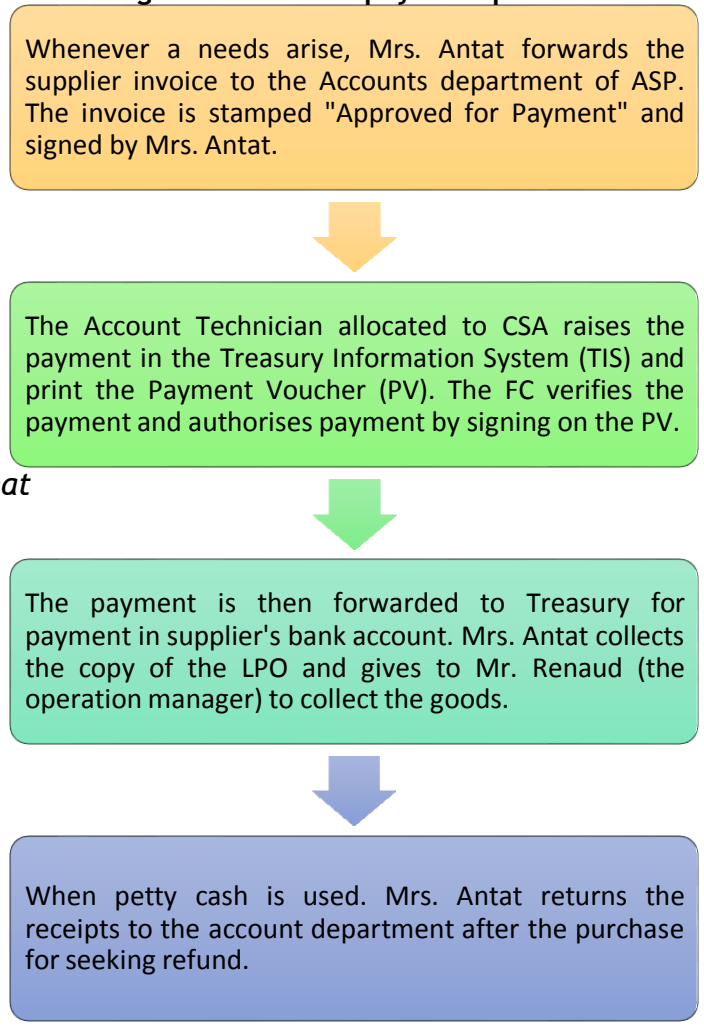 Whenever a needs arise, Mrs. Antat forwards the
supplier invoice to the Accounts department of ASP.
The invoice is stamped "Approved for Payment" and
signed by Mrs. Antat.
The Account Technician allocated to CSA raises the
payment in the Treasury Information System (TIS) and
print the Payment Voucher (PV). The FC verifies the
payment and authorises payment by signing on the PV.
at
The payment is then forwarded to Treasury for
payment in supplier's bank account. Mrs. Antat collects
the copy of the LPO and gives to Mr. Renaud (the
operation manager) to collect the goods.
When petty cash is used. Mrs. Antat returns the
receipts to the account department after the purchase
for seeking refund.